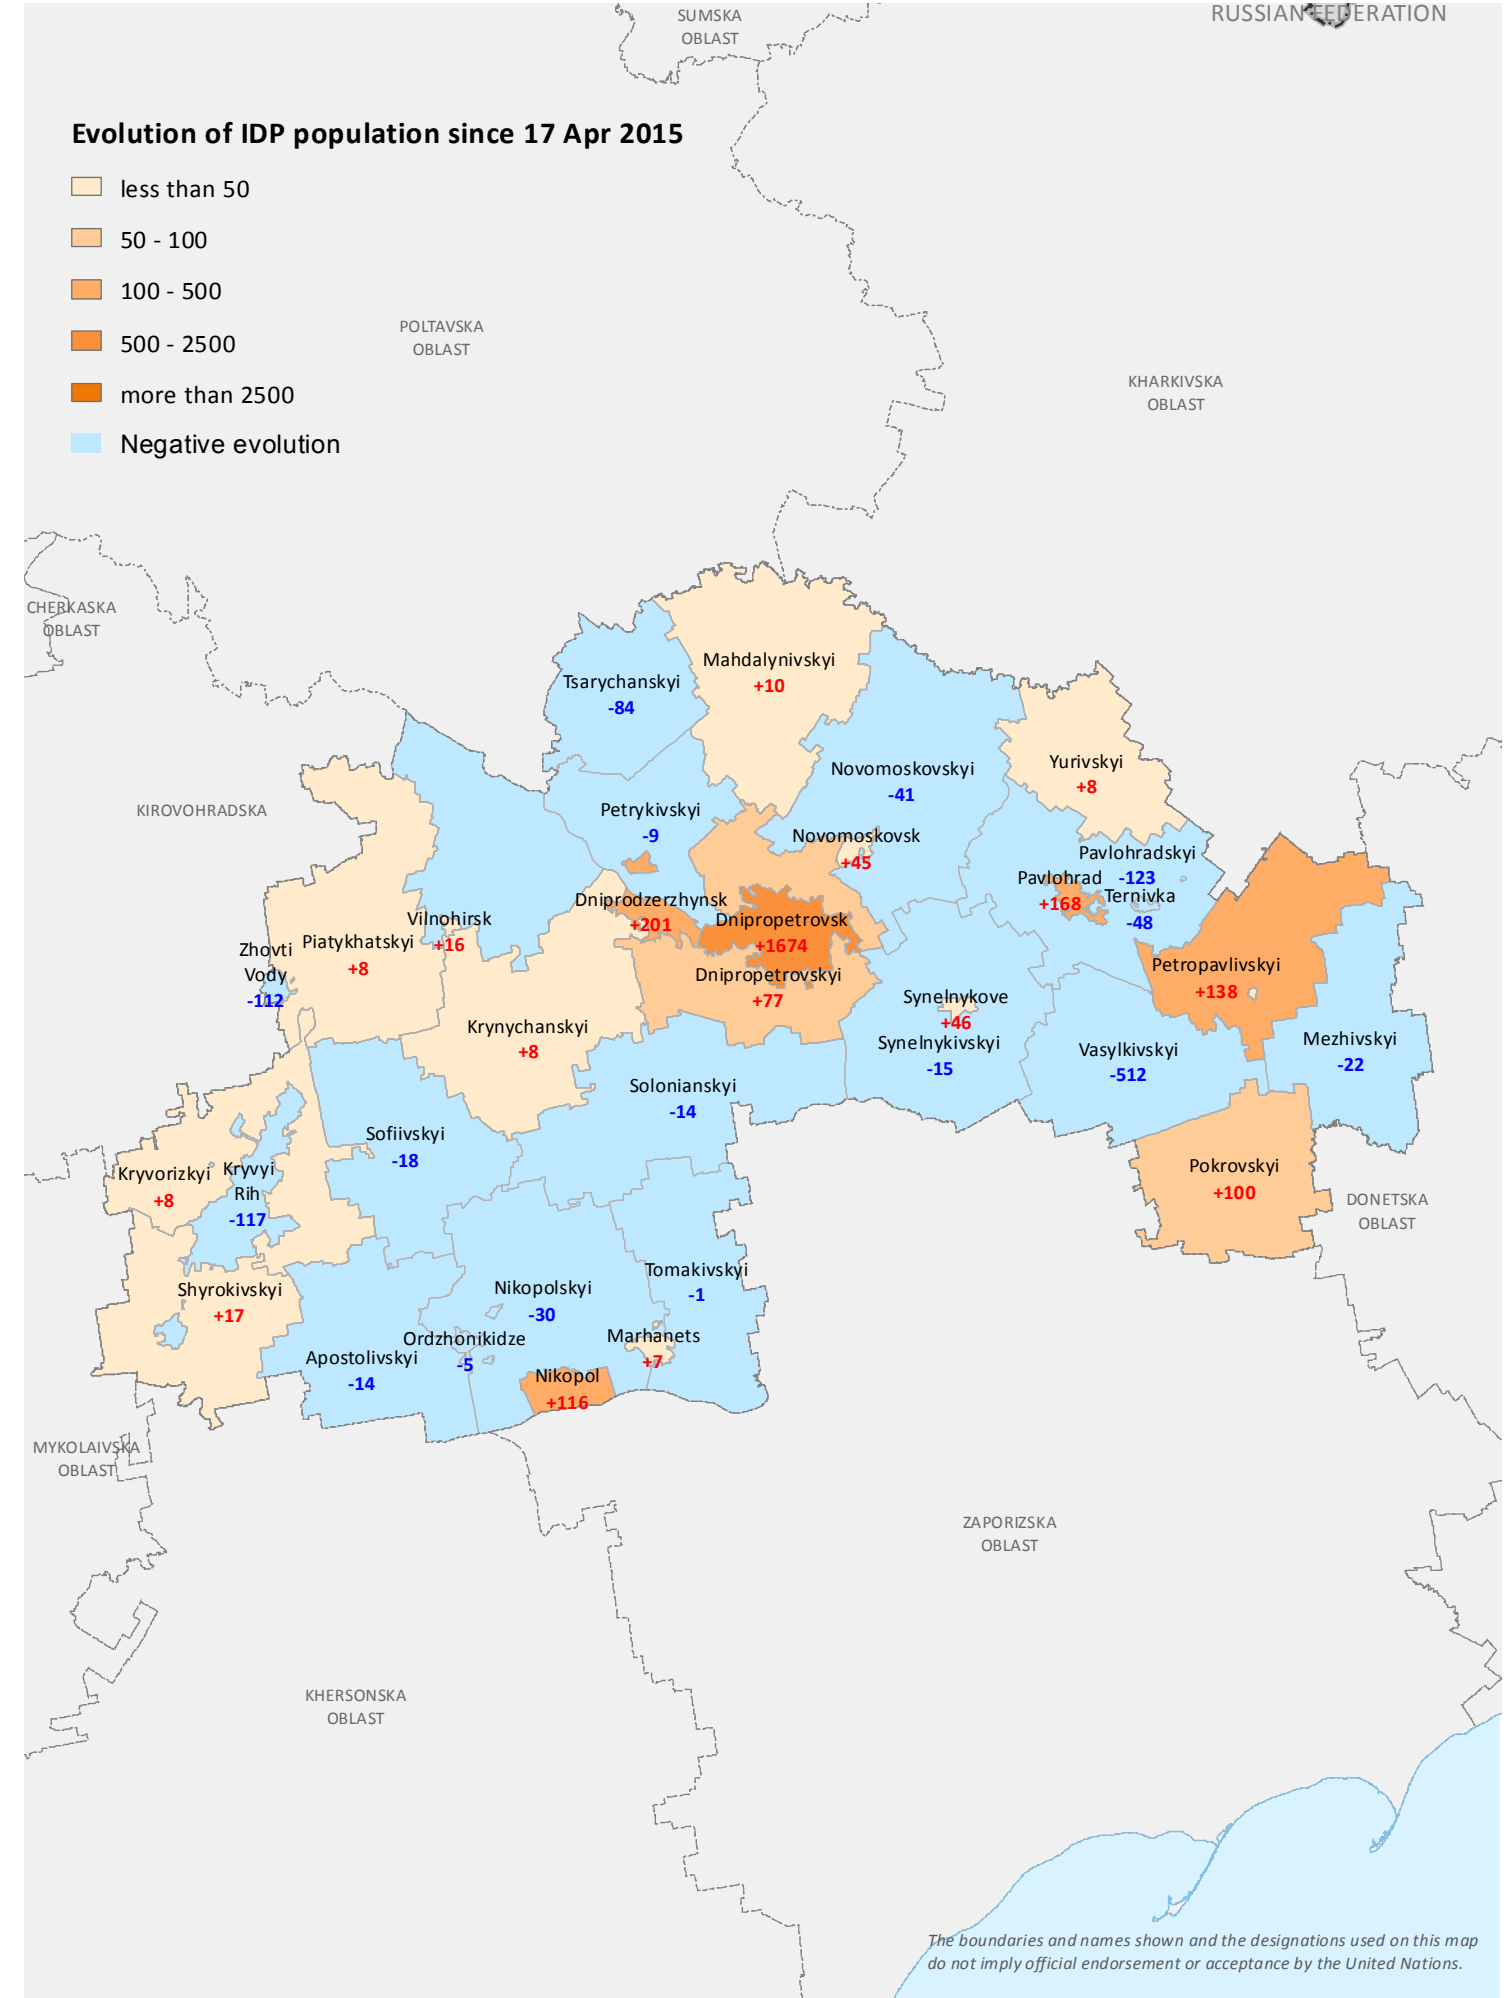 SUMSKA
OBLAST
RUSSIAN FEDERATION
Evolution of IDP population since 17 Apr 2015
less than 50
50 - 100
100 - 500
500 - 2500
more than 2500
Negative evolution
POLTAVSKA
OBLAST
KHARKIVSKA
OBLAST
CHERKASKA
OBLAST
KIROVOHRADSKA
Mahdalynivskyi
+10
Tsarychanskyi
-84
Novomoskovskyi
-41
Yurivskyi
+8
Petrykivskyi
-9
Novomoskovsk
+45
Pavlohradskyi
-123
Pavlohrad
+168
Ternivka
-48
Dniprodzerzhynsk
+201
Dnipropetrovsk
+1674
Vilnohirsk
+16
Zhovti
Vody
-112
Piatykhatskyi
+8
Petropavlivskyi
+138
Dnipropetrovskyi
+77
Synelnykove
+46
Krynychanskyi
+8
Synelnykivskyi
-15
Vasylkivskyi
-512
Mezhivskyi
-22
Solonianskyi
-14
Sofiivskyi
-18
Kryvorizkyi
+8
Kryvyi
Rih
-117
Pokrovskyi
+100
DONETSKA
OBLAST
Shyrokivskyi
+17
Nikopolskyi
-30
Tomakivskyi
-1
Ordzhonikidze
-5
Marhanets
+7
Apostolivskyi
-14
Nikopol
+116
MYKOLAIVSKA
OBLAST
ZAPORIZSKA
OBLAST
KHERSONSKA
OBLAST
The boundaries and names shown and the designations used on this map
do not imply official endorsement or acceptance by the United Nations.